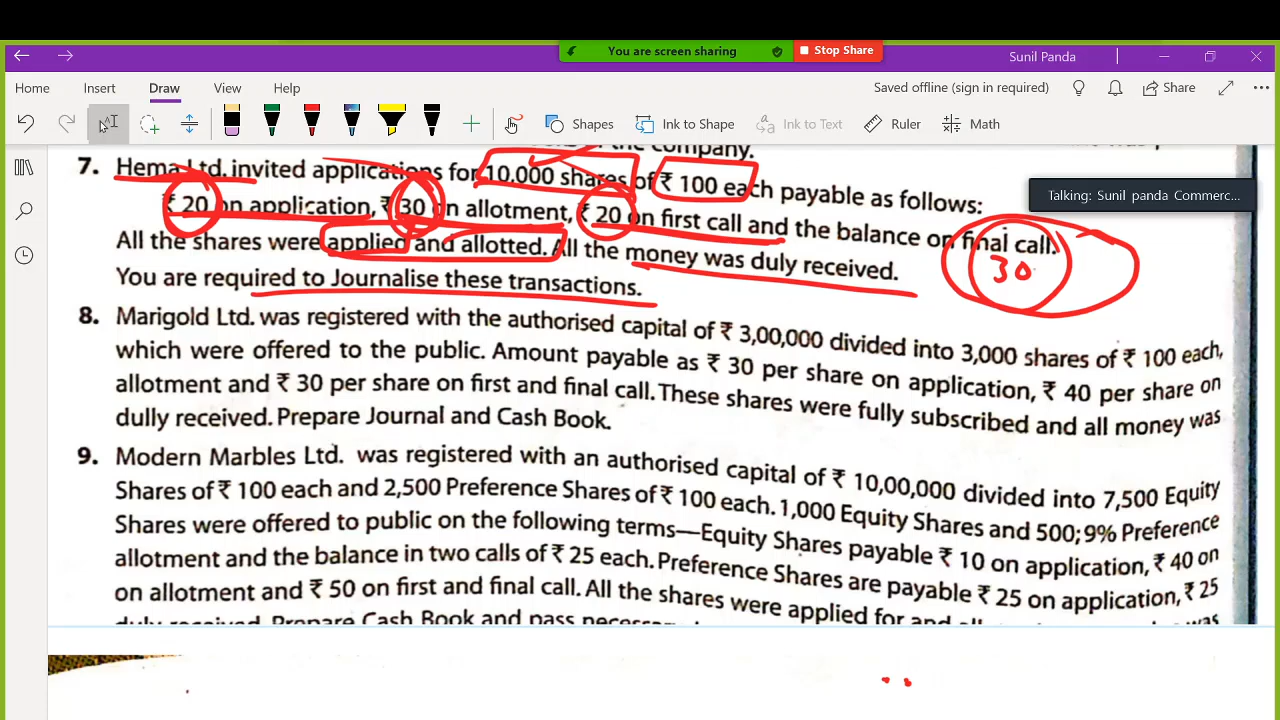 You are screen sharing
Stop Share
Sunil Panda
Home Insert Draw View Help
Saved offline (sign in required)
Share
Shapes
Ink to Shape
Ink to Text
Ruler
Math
Talking: Sunil panda Commerc...
the company.
7. Hema Ltd. invited applications for 10,000 shares of ₹ 100 each payable as follows:
₹ 20 on application, ₹ 30 on allotment, ₹ 20 on first call and the balance on final call.
30
All the shares were applied and allotted. All the money was duly received.
You are required to Journalise these transactions.
8. Marigold Ltd. was registered with the authorised capital of ₹ 3,00,000 divided into 3,000 shares of ₹ 100 each,
which were offered to the public. Amount payable as ₹ 30 per share on application, ₹ 40 per share on
allotment and ₹ 30 per share on first and final call. These shares were fully subscribed and all money was
dully received. Prepare Journal and Cash Book.
9. Modern Marbles Ltd. was registered with an authorised capital of ₹ 10,00,000 divided into 7,500 Equity
Shares of ₹ 100 each and 2,500 Preference Shares of ₹ 100 each. 1,000 Equity Shares and 500; 9% Preference
Shares were offered to public on the following terms—Equity Shares payable ₹ 10 on application, ₹ 40 on
allotment and the balance in two calls of ₹ 25 each. Preference Shares are payable ₹ 25 on application, ₹ 25
on allotment and ₹ 50 on first and final call. All the shares were applied for and
duly received. Prepare Cash Book and pass was